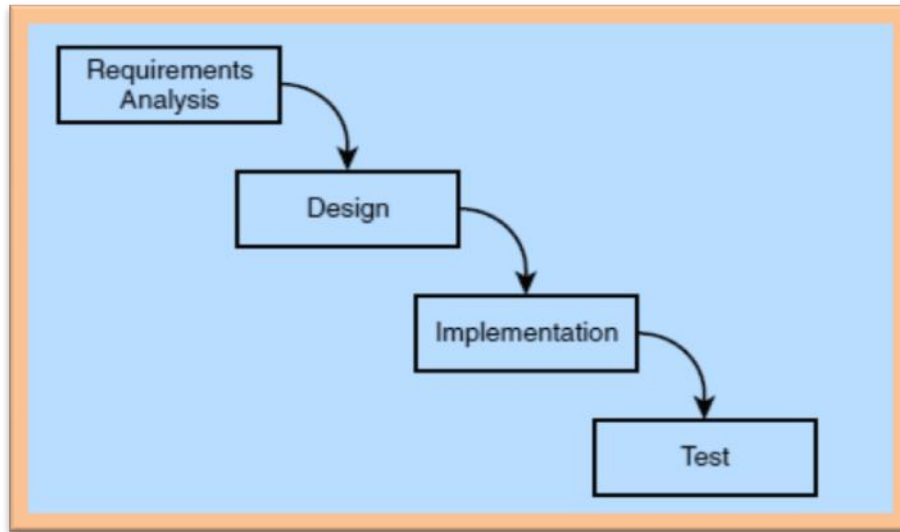 Requirements
Analysis
Design
Implementation
Test